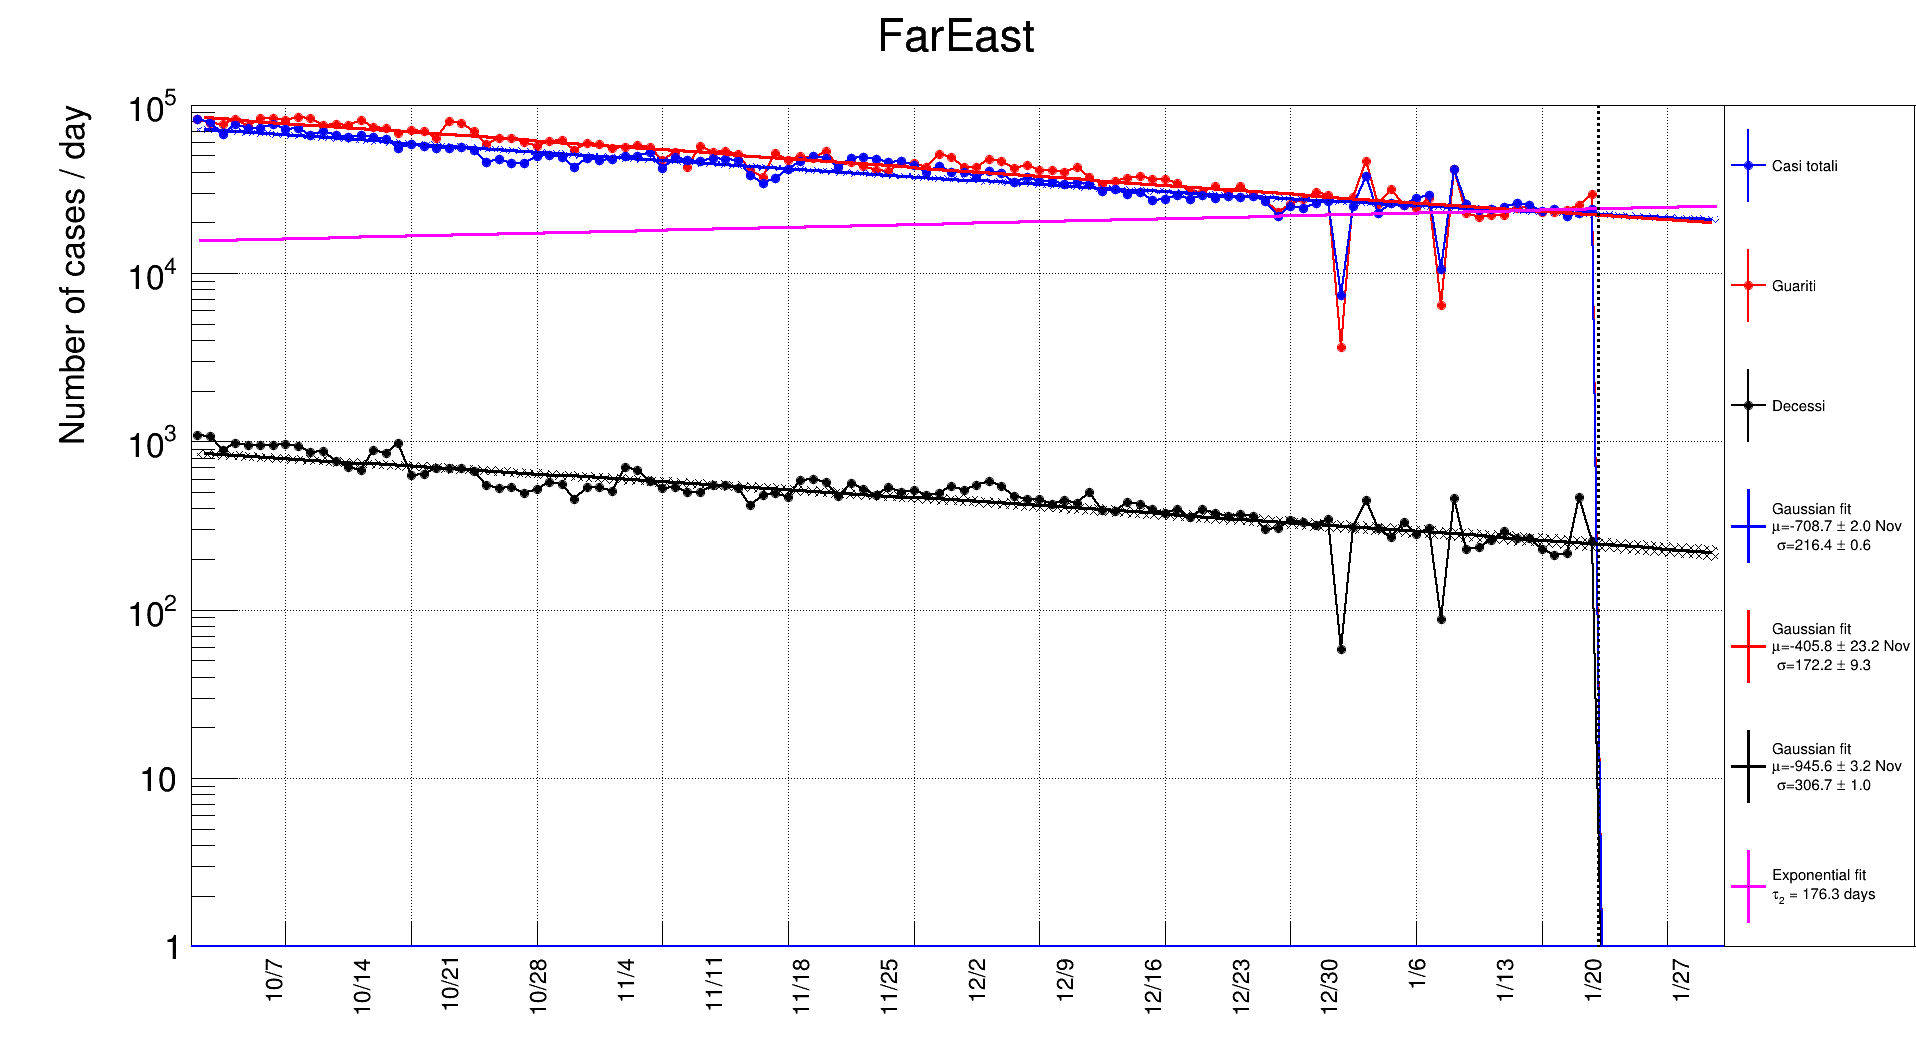 FarEast
Number of cases / day
10^5
10^4
10^3
10^2
10
1
10/7
10/14
10/21
10/28
11/4
11/11
11/18
11/25
12/2
12/9
12/16
12/23
12/30
1/6
1/13
1/20
1/27
Casi totali
Guariti
Decessi
Gaussian fit
μ=-708.7 ± 2.0 Nov
σ=216.4 ± 0.6
Gaussian fit
μ=-405.8 ± 23.2 Nov
σ=172.2 ± 9.3
Gaussian fit
μ=-945.6 ± 3.2 Nov
σ=306.7 ± 1.0
Exponential fit
τ₂ = 176.3 days